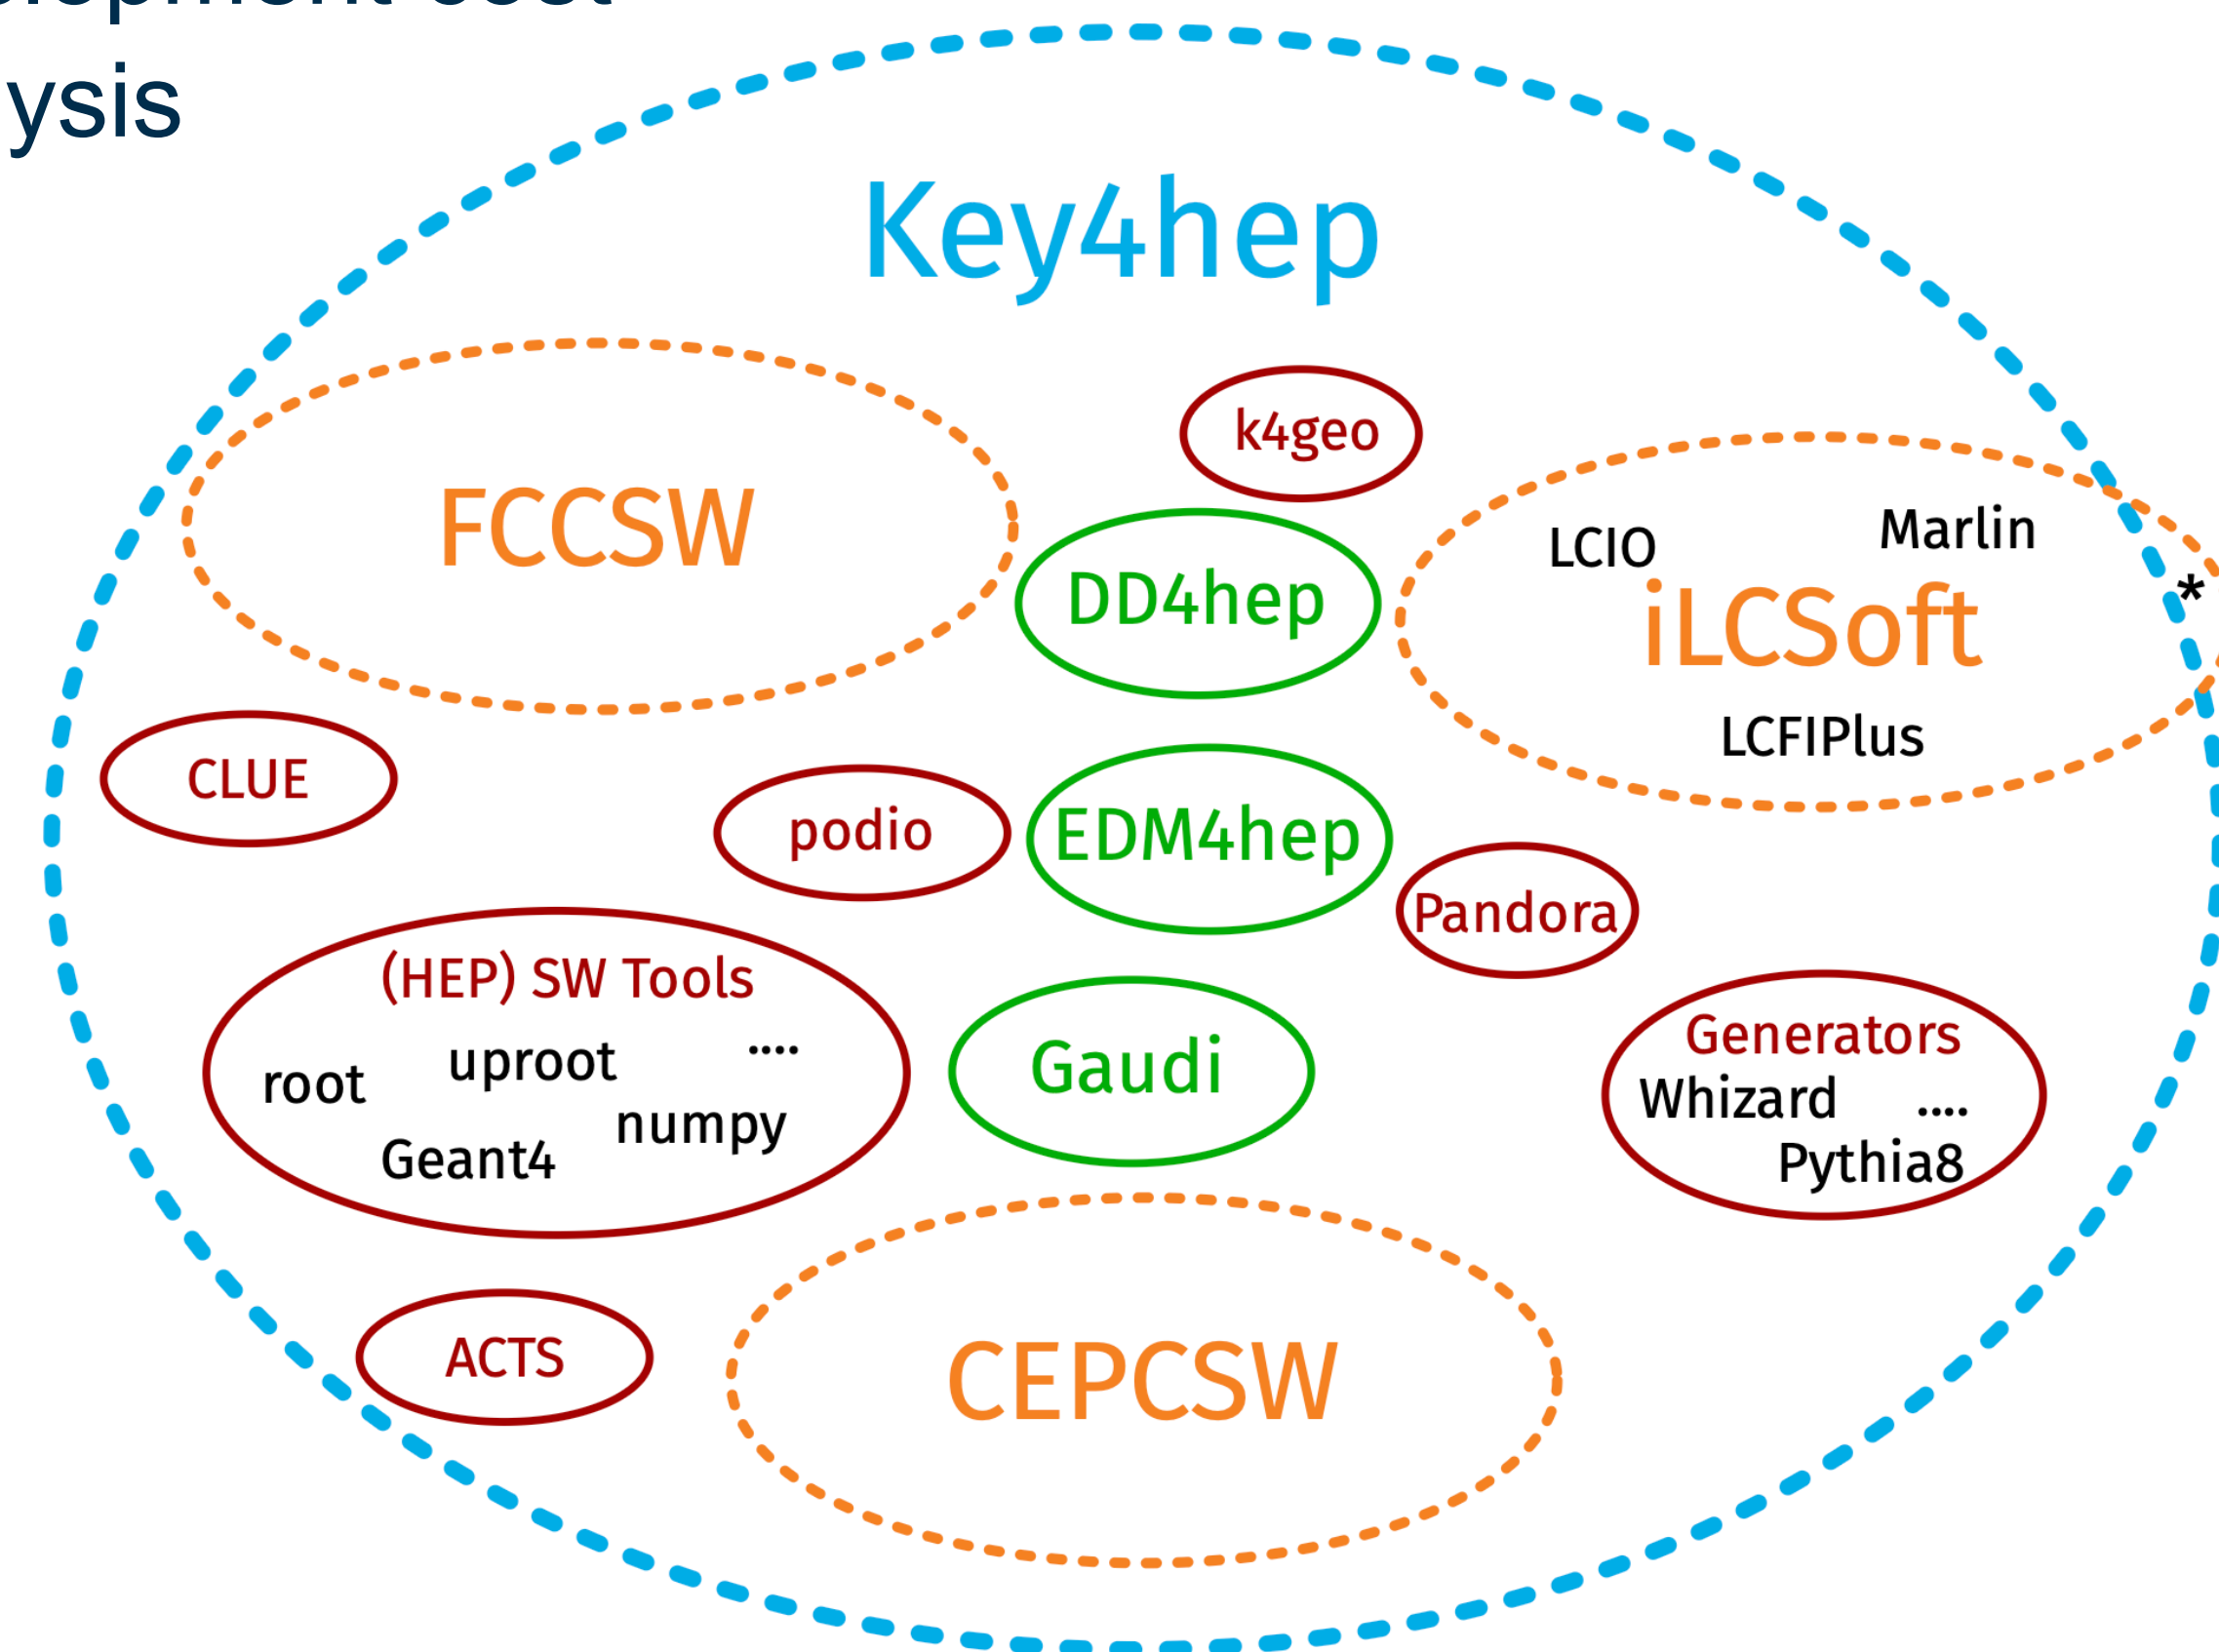 ysis
Key4hep
k4geo
FCCSW
DD4hep
LCIO
Marlin
*
iLCSoft
LCFIPlus
CLUE
podio
EDM4hep
Pandora
(HEP) SW Tools
root
uproot
....
numpy
Geant4
Gaudi
Generators
Whizard
....
Pythia8
ACTS
CEPCSW